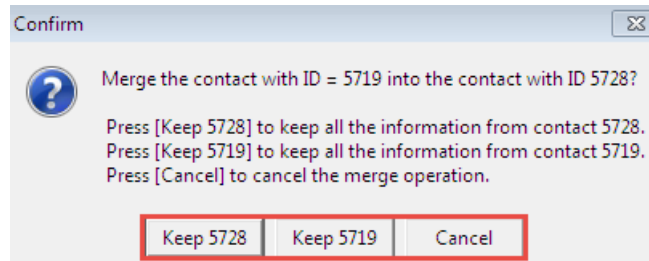 Confirm
Merge the contact with ID = 5719 into the contact with ID 5728?
Press [Keep 5728] to keep all the information from contact 5728.
Press [Keep 5719] to keep all the information from contact 5719.
Press [Cancel] to cancel the merge operation.
Keep 5728 Keep 5719 Cancel